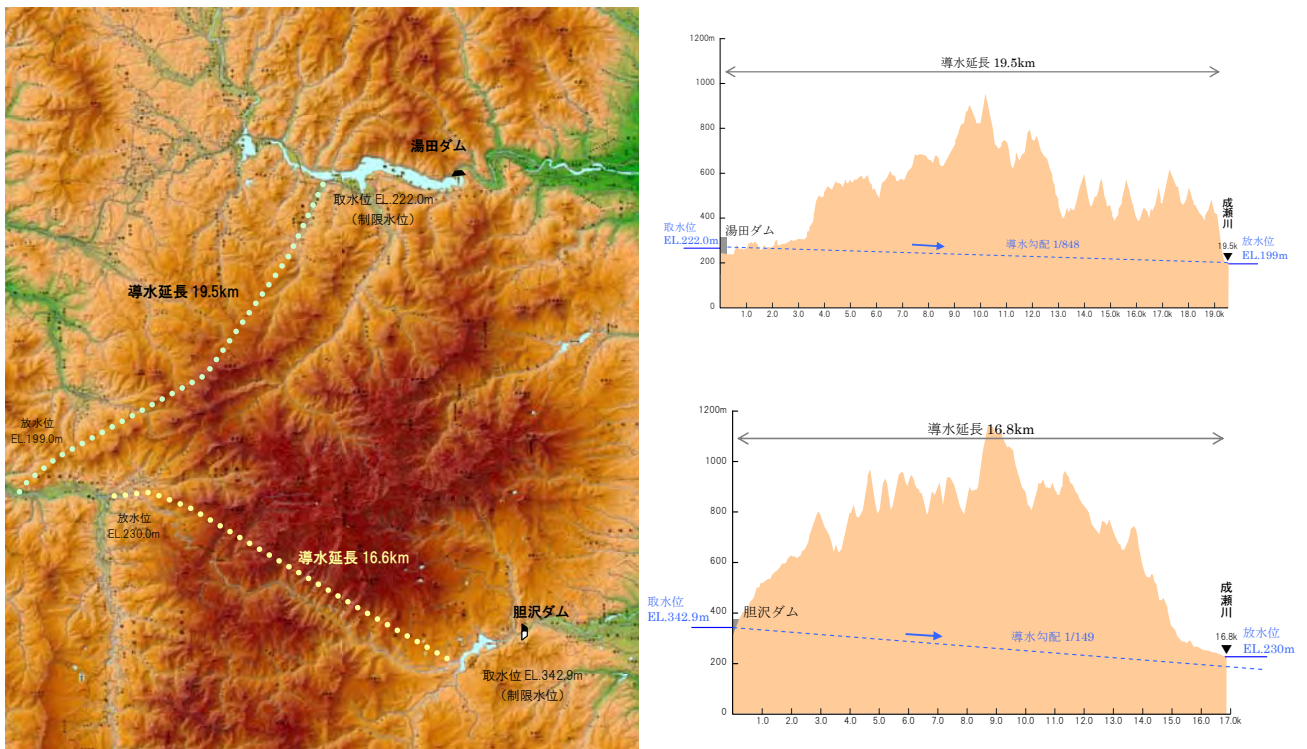 湯田ダム
取水位 EL.222.0m
（制限水位）
導水延長 19.5km
放水位
EL.199.0m
放水位
EL.230.0m
導水延長 16.6km
胆沢ダム
取水位 EL.342.9m
（制限水位）
1200m
導水延長 19.5km
1000
800
600
400
成瀬川
取水位
EL.222.0m
湯田ダム
導水勾配 1/848
19.5k
放水位
EL.199m
200
0
1.0 2.0 3.0 4.0 5.0 6.0 7.0 8.0 9.0 10.0 11.0 12.0 13.0 14.0 15.0 16.0 17.0 18.0 19.0k
1200m
導水延長 16.8km
1000
800
600
成瀬川
取水位
EL.342.9m
400
胆沢ダム
導水勾配 1/149
16.8k
放水位
EL.230m
200
0
1.0 2.0 3.0 4.0 5.0 6.0 7.0 8.0 9.0 10.0 11.0 12.0 13.0 14.0 15.0 16.0 17.0k